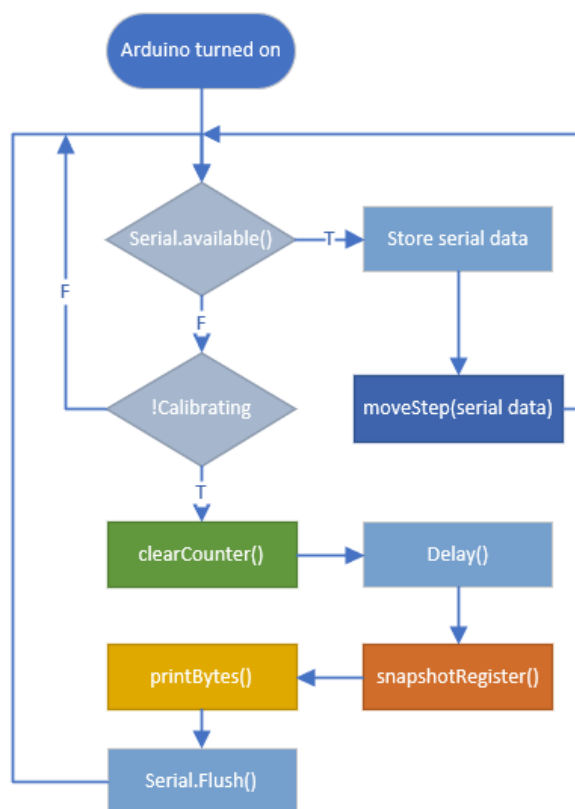 Arduino turned on
Serial.available()
T
Store serial data
F
F
!Calibrating
moveStep(serial data)
T
clearCounter()
Delay()
printBytes()
snapshotRegister()
Serial.Flush()